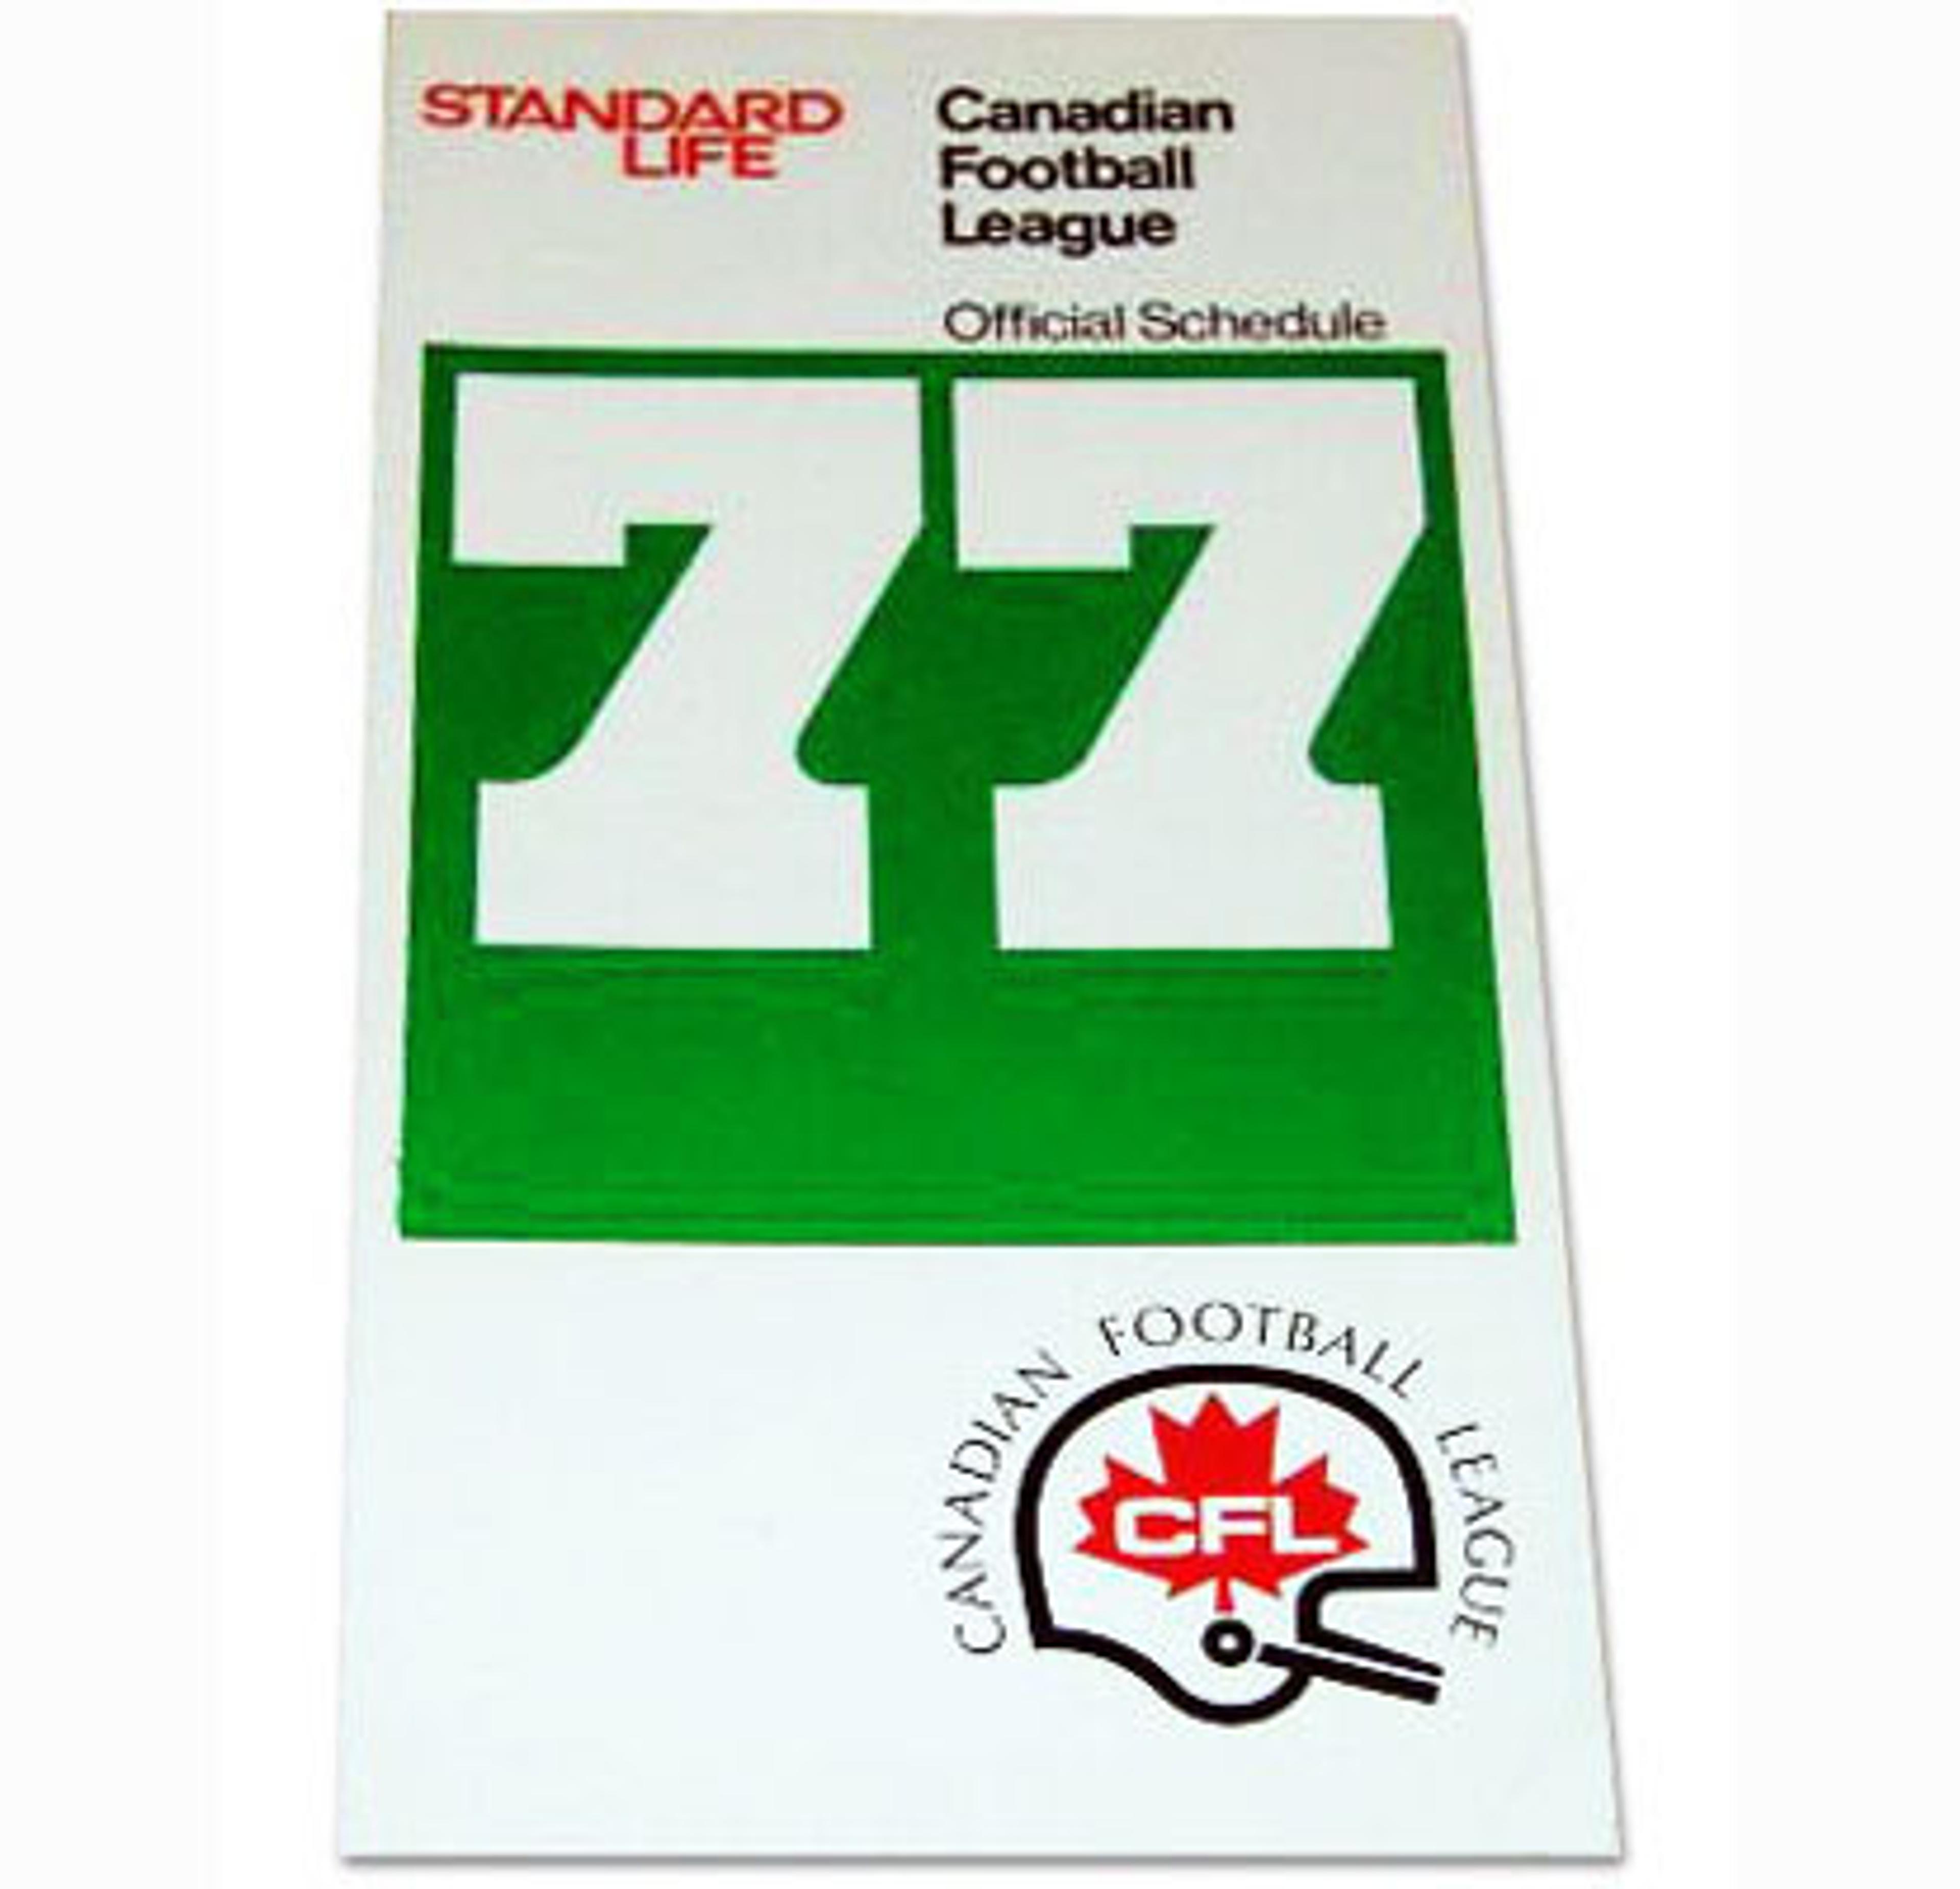 STANDARD
LIFE
Canadian
Football
League
Official Schedule
77
CANADIAN FOOTBALL LEAGUE
CFL